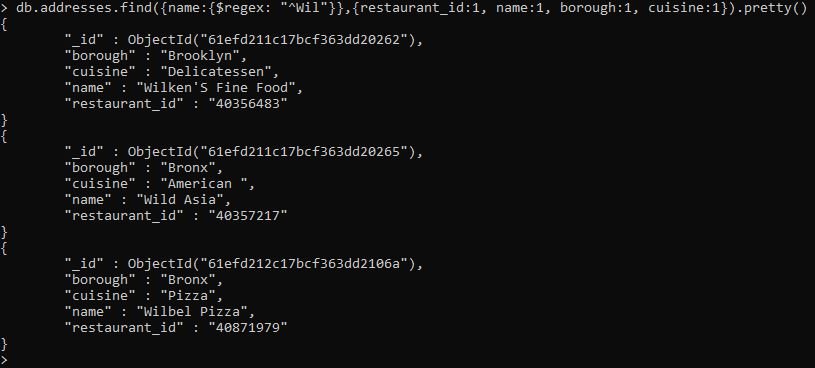 > db.addresses.find({name:{$regex: "^Wil"}},{restaurant_id:1, name:1, borough:1, cuisine:1}).pretty()
{
        "_id" : ObjectId("61efd211c17bcf363dd20262"),
        "borough" : "Brooklyn",
        "cuisine" : "Delicatessen",
        "name" : "Wilken'S Fine Food",
        "restaurant_id" : "40356483"
}
{
        "_id" : ObjectId("61efd211c17bcf363dd20265"),
        "borough" : "Bronx",
        "cuisine" : "American ",
        "name" : "Wild Asia",
        "restaurant_id" : "40357217"
}
{
        "_id" : ObjectId("61efd212c17bcf363dd2106a"),
        "borough" : "Bronx",
        "cuisine" : "Pizza",
        "name" : "Wilbel Pizza",
        "restaurant_id" : "40871979"
}
>